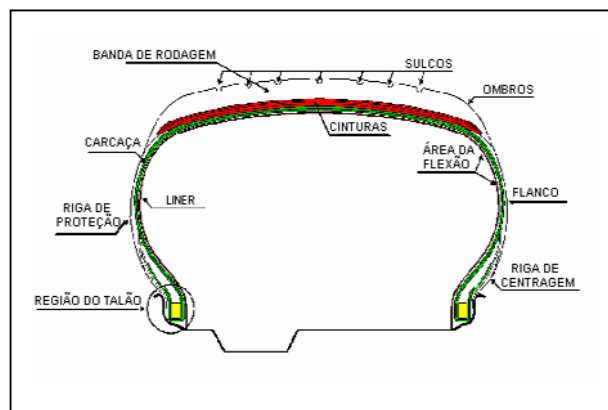 BANDA DE RODAGEM
SULCOS
OMBROS
CINTURAS
CARCAÇA
ÁREA DA
FLEXÃO
LINER
FLANCO
RIGA DE
PROTEÇÃO
RIGA DE
CENTRAGEM
REGIÃO DO TALÃO